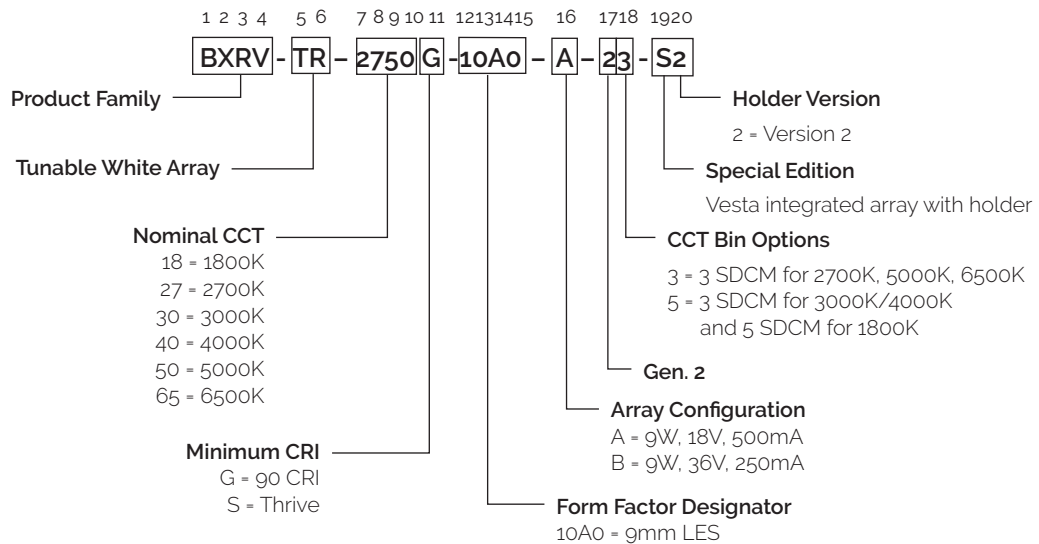 1 2 3 4 5 6 7 8 9 10 11 12131415 16 1718 1920
BXRV - TR – 2750 G -10A0 – A – 23 - S2
Product Family
Holder Version
2 = Version 2
Tunable White Array
Special Edition
Vesta integrated array with holder
Nominal CCT
18 = 1800K
27 = 2700K
30 = 3000K
40 = 4000K
50 = 5000K
65 = 6500K
CCT Bin Options
3 = 3 SDCM for 2700K, 5000K, 6500K
5 = 3 SDCM for 3000K/4000K
and 5 SDCM for 1800K
Gen. 2
Array Configuration
A = 9W, 18V, 500mA
B = 9W, 36V, 250mA
Minimum CRI
G = 90 CRI
S = Thrive
Form Factor Designator
10A0 = 9mm LES